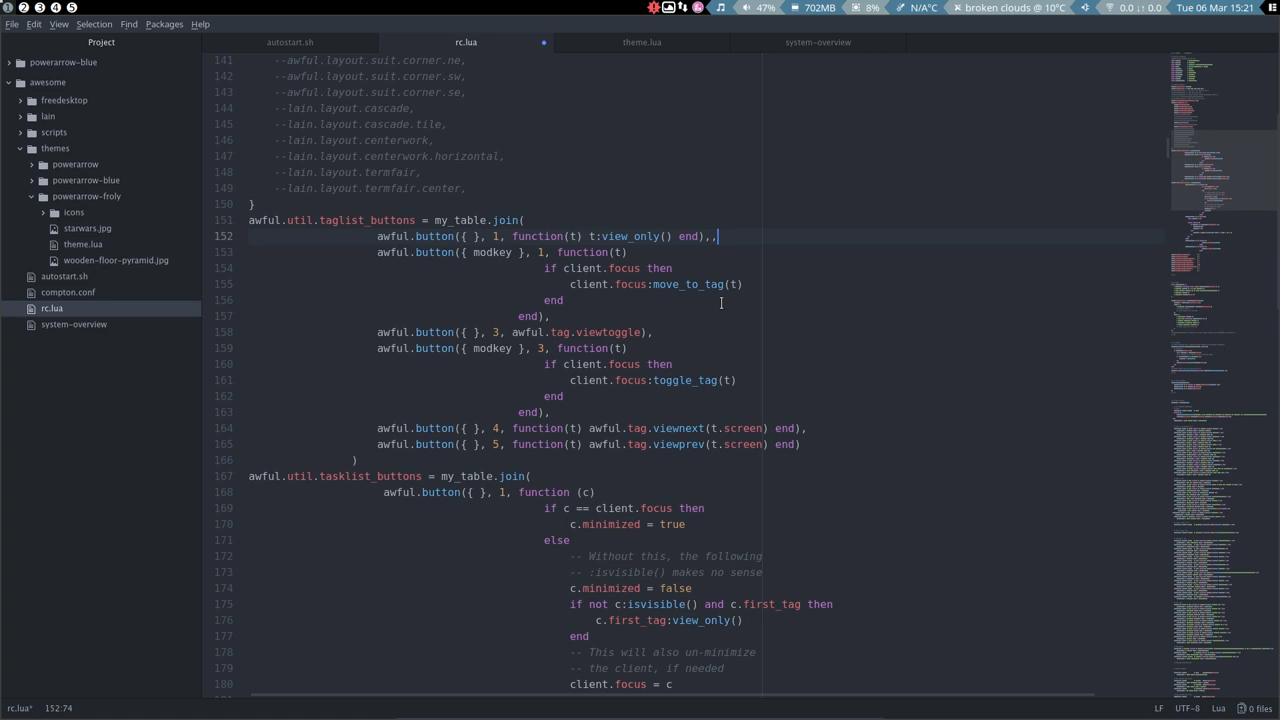 1 2 3 4 5
47% 702MB 8% N/A°C broken clouds @ 10°C 0.0 ↓↑ 0.0 Tue 06 March 15:21
File Edit View Selection Find Packages Help
Project autostart.sh rc.lua theme.lua system-overview
powerarrow-blue
awesome
freedesktop
lain
scripts
themes
powerarrow
powerarrow-blue
powerarrow-froly
icons
starwars.jpg
theme.lua
wooden-floor-pyramid.jpg
autostart.sh
compton.conf
rc.lua
system-overview
141 --awful.layout.suit.corner.ne,
142 --awful.layout.suit.corner.sw,
143 --awful.layout.suit.corner.se,
144 --lain.layout.cascade,
145 --lain.layout.cascade.tile,
146 --lain.layout.centerwork,
147 --lain.layout.centerwork.horizontal,
148 --lain.layout.termfair,
149 --lain.layout.termfair.center,
150 }
151 awful.util.taglist_buttons = my_table.join(
152 awful.button({ }, 1, function(t) t:view_only() end),,
153 awful.button({ modkey }, 1, function(t)
154 if client.focus then
155 client.focus:move_to_tag(t)
156 end
157 end),
158 awful.button({ }, 3, awful.tag.viewtoggle),
159 awful.button({ modkey }, 3, function(t)
160 if client.focus then
161 client.focus:toggle_tag(t)
162 end
163 end),
164 awful.button({ }, 4, function(t) awful.tag.viewnext(t.screen) end),
165 awful.button({ }, 5, function(t) awful.tag.viewprev(t.screen) end)
166 )
167 awful.util.tasklist_buttons = my_table.join(
168 awful.button({ }, 1, function (c)
169 if c == client.focus then
170 c.minimized = true
171 else
172 -- Without this, the following
173 -- :isvisible() makes no sense
174 c.minimized = false
175 if not c:isvisible() and c.first_tag then
176 c.first_tag:view_only()
177 end
178 -- This will also un-minimize
179 -- the client, if needed
180 client.focus = c
rc.lua* 152:74 LF UTF-8 Lua 0 files